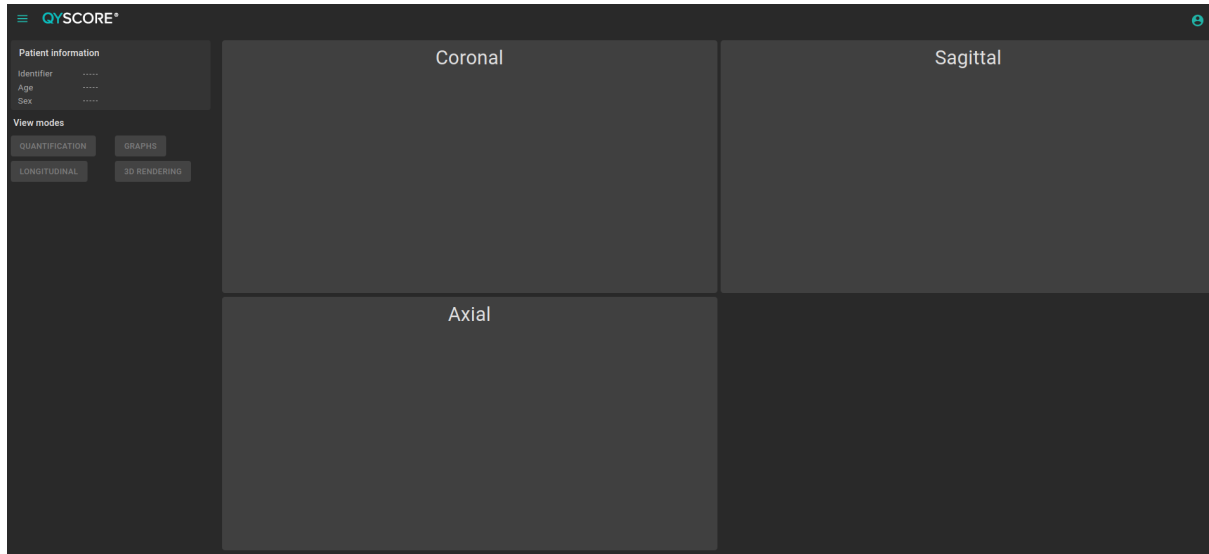 QYSCORE®
Patient information
Identifier -----
Age -----
Sex -----
View modes
QUANTIFICATION GRAPHS
LONGITUDINAL 3D RENDERING
Coronal
Sagittal
Axial